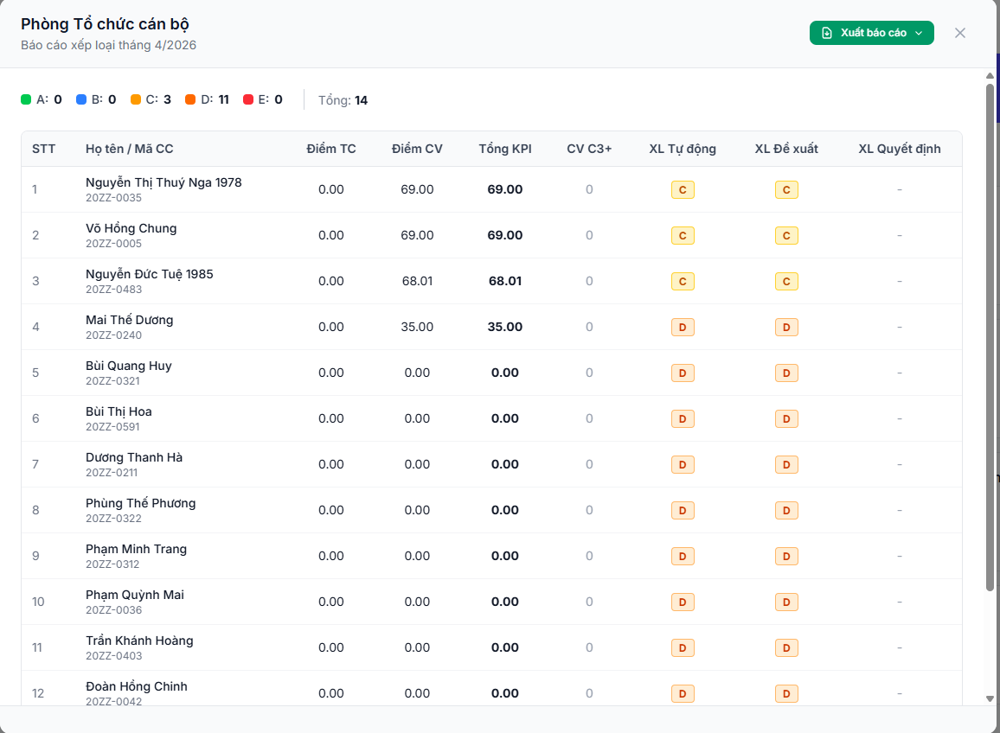 Phòng Tổ chức cán bộ
Báo cáo xếp loại tháng 4/2026
Xuất báo cáo
A: 0 B: 0 C: 3 D: 11 E: 0 Tổng: 14
STT Họ tên / Mã CC Điểm TC Điểm CV Tổng KPI CV C3+ XL Tự động XL Đề xuất XL Quyết định
1 Nguyễn Thị Thuý Nga 1978 0.00 69.00 69.00 0 C C -
20ZZ-0035
2 Võ Hồng Chung 0.00 69.00 69.00 0 C C -
20ZZ-0005
3 Nguyễn Đức Tuệ 1985 0.00 68.01 68.01 0 C C -
20ZZ-0483
4 Mai Thế Dương 0.00 35.00 35.00 0 D D -
20ZZ-0240
5 Bùi Quang Huy 0.00 0.00 0.00 0 D D -
20ZZ-0321
6 Bùi Thị Hoa 0.00 0.00 0.00 0 D D -
20ZZ-0591
7 Dương Thanh Hà 0.00 0.00 0.00 0 D D -
20ZZ-0211
8 Phùng Thế Phương 0.00 0.00 0.00 0 D D -
20ZZ-0322
9 Phạm Minh Trang 0.00 0.00 0.00 0 D D -
20ZZ-0312
10 Phạm Quỳnh Mai 0.00 0.00 0.00 0 D D -
20ZZ-0036
11 Trần Khánh Hoàng 0.00 0.00 0.00 0 D D -
20ZZ-0403
12 Đoàn Hồng Chinh 0.00 0.00 0.00 0 D D -
20ZZ-0042